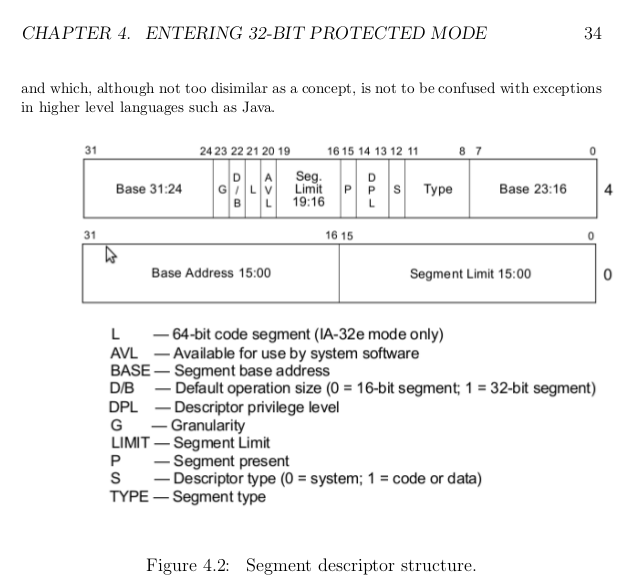 CHAPTER 4. ENTERING 32-BIT PROTECTED MODE 34
and which, although not too disimilar as a concept, is not to be confused with exceptions
in higher level languages such as Java.
31 24 23 22 21 20 19 16 15 14 13 12 11 8 7 0
Base 31:24 G D/B L AVL Seg. Limit 19:16 P DPL S Type Base 23:16 4
31 16 15 0
Base Address 15:00 Segment Limit 15:00 0
L — 64-bit code segment (IA-32e mode only)
AVL — Available for use by system software
BASE — Segment base address
D/B — Default operation size (0 = 16-bit segment; 1 = 32-bit segment)
DPL — Descriptor privilege level
G — Granularity
LIMIT — Segment Limit
P — Segment present
S — Descriptor type (0 = system; 1 = code or data)
TYPE — Segment type
Figure 4.2: Segment descriptor structure.